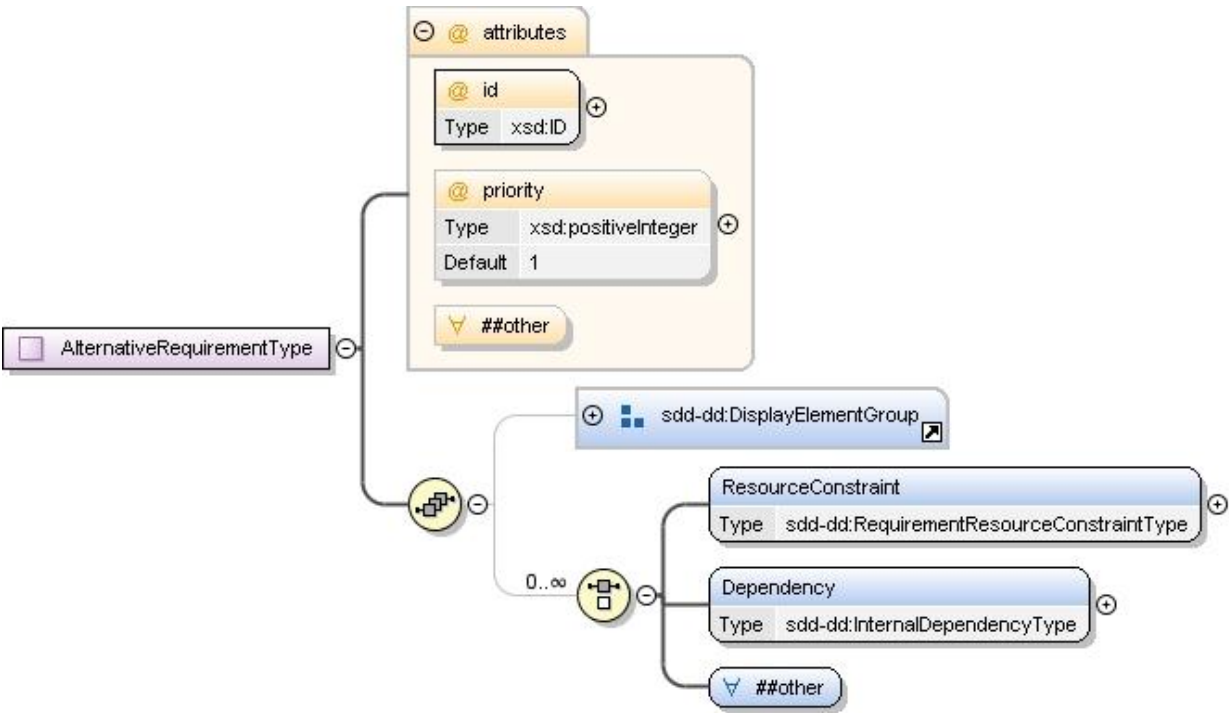 @ attributes
@ id
Type xsd:ID
@ priority
Type xsd:positiveInteger
Default 1
∀ ##other
AlternativeRequirementType
sdd-dd:DisplayElementGroup
ResourceConstraint
Type sdd-dd:RequirementResourceConstraintType
0..∞
Dependency
Type sdd-dd:InternalDependencyType
∀ ##other